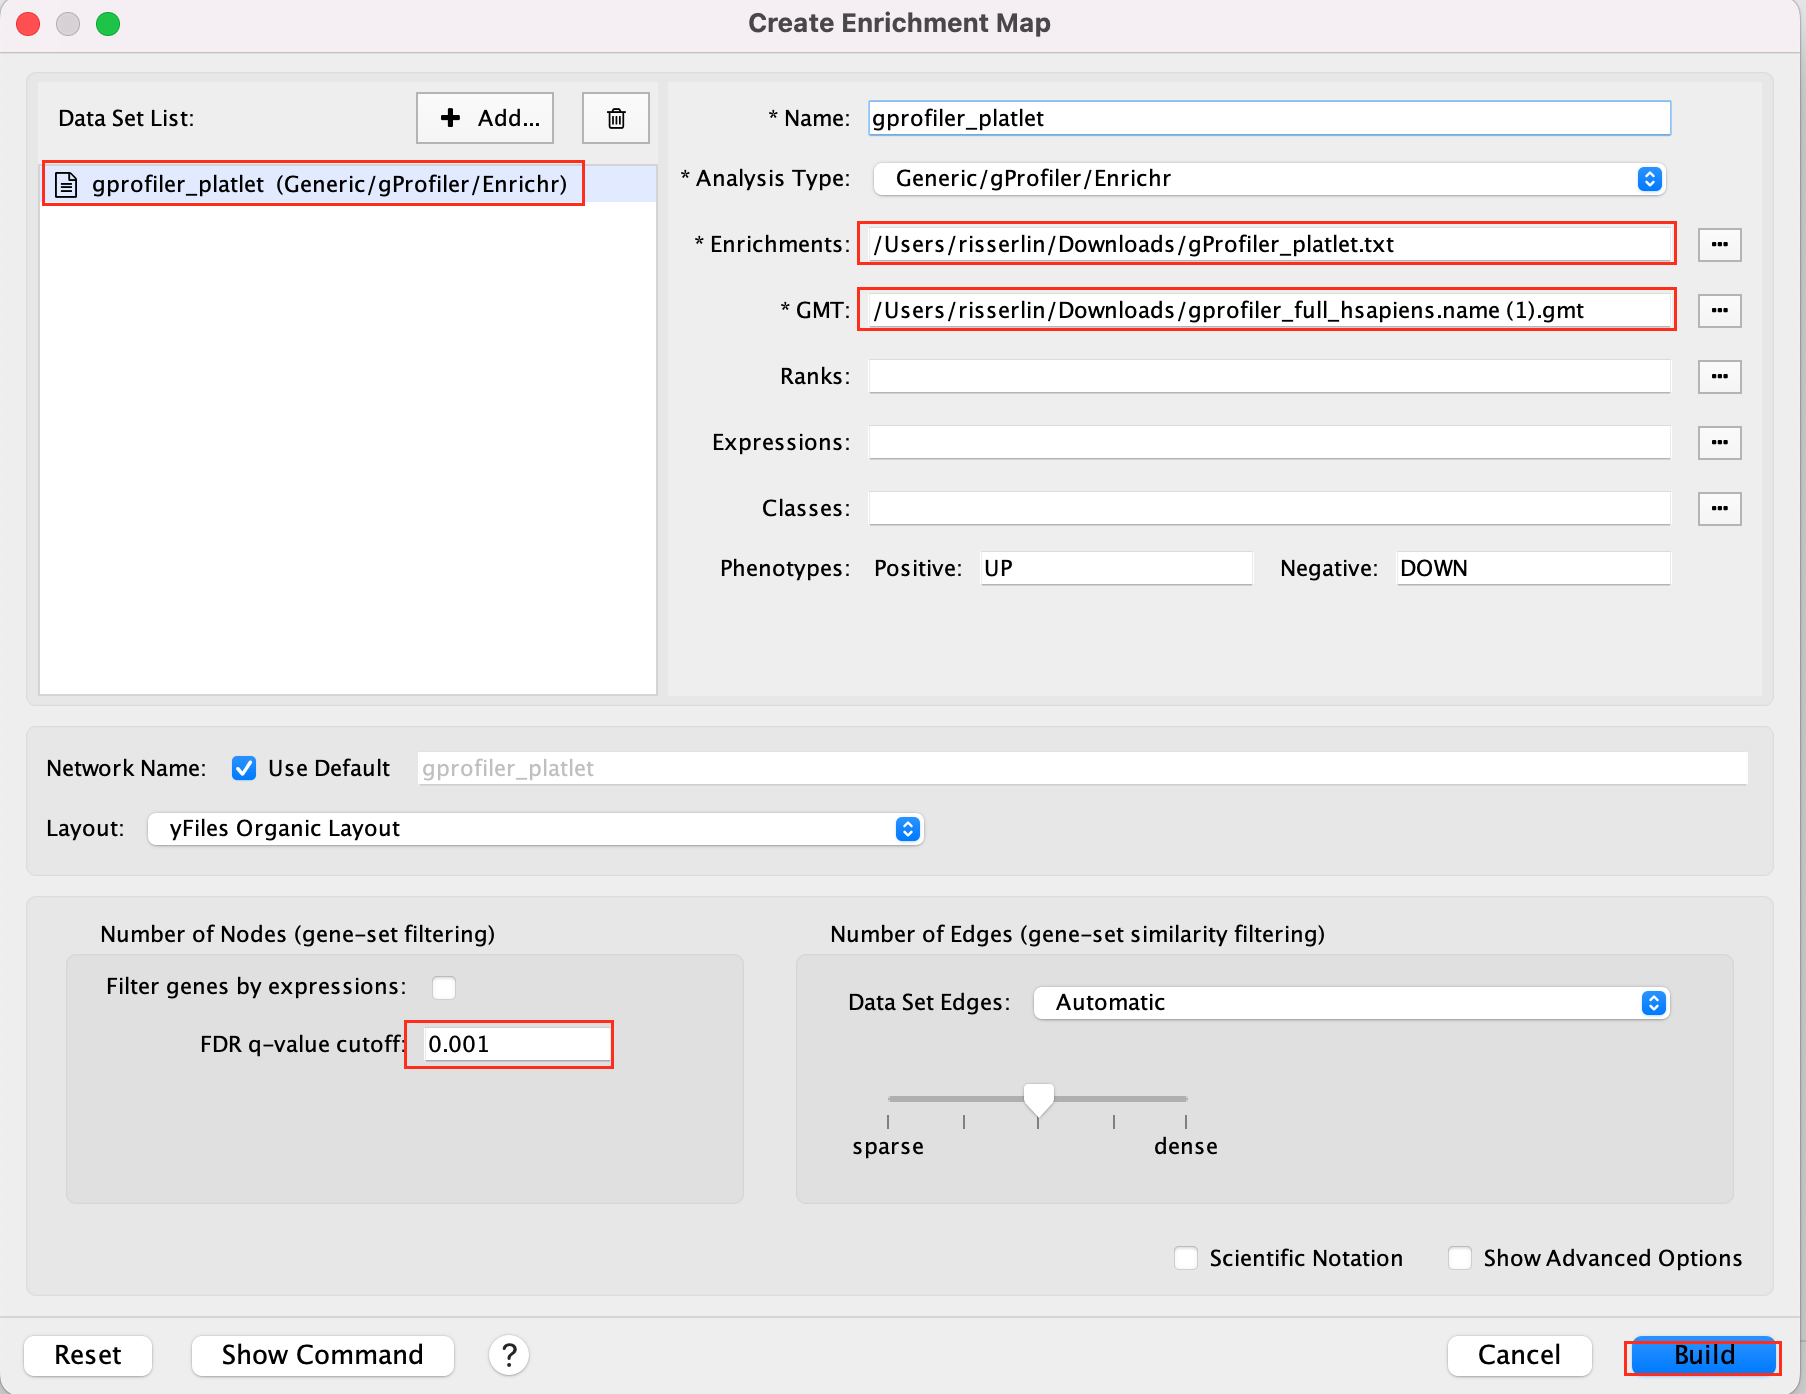 Create Enrichment Map
Data Set List:
Add...
gprofiler_platlet (Generic/gProfiler/Enrichr)
* Name: gprofiler_platlet
* Analysis Type: Generic/gProfiler/Enrichr
* Enrichments: /Users/risserlin/Downloads/gProfiler_platlet.txt ...
* GMT: /Users/risserlin/Downloads/gprofiler_full_hsapiens.name (1).gmt ...
Ranks: ...
Expressions: ...
Classes: ...
Phenotypes: Positive: UP Negative: DOWN
Network Name: Use Default gprofiler_platlet
Layout: yFiles Organic Layout
Number of Nodes (gene-set filtering)
Filter genes by expressions:
FDR q-value cutoff: 0.001
Number of Edges (gene-set similarity filtering)
Data Set Edges: Automatic
sparse dense
Scientific Notation Show Advanced Options
Reset Show Command ? Cancel Build